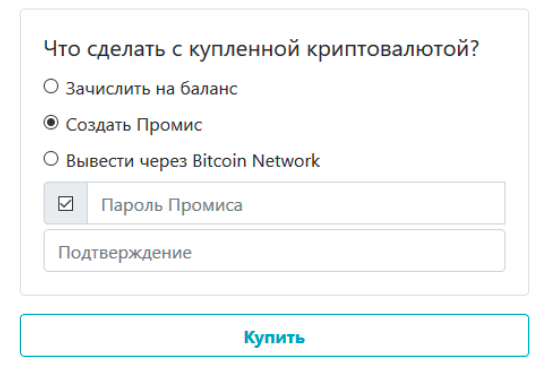 Что сделать с купленной криптовалютой?
Зачислить на баланс
Создать Промис
Вывести через Bitcoin Network
Пароль Промиса
Подтверждение
Купить